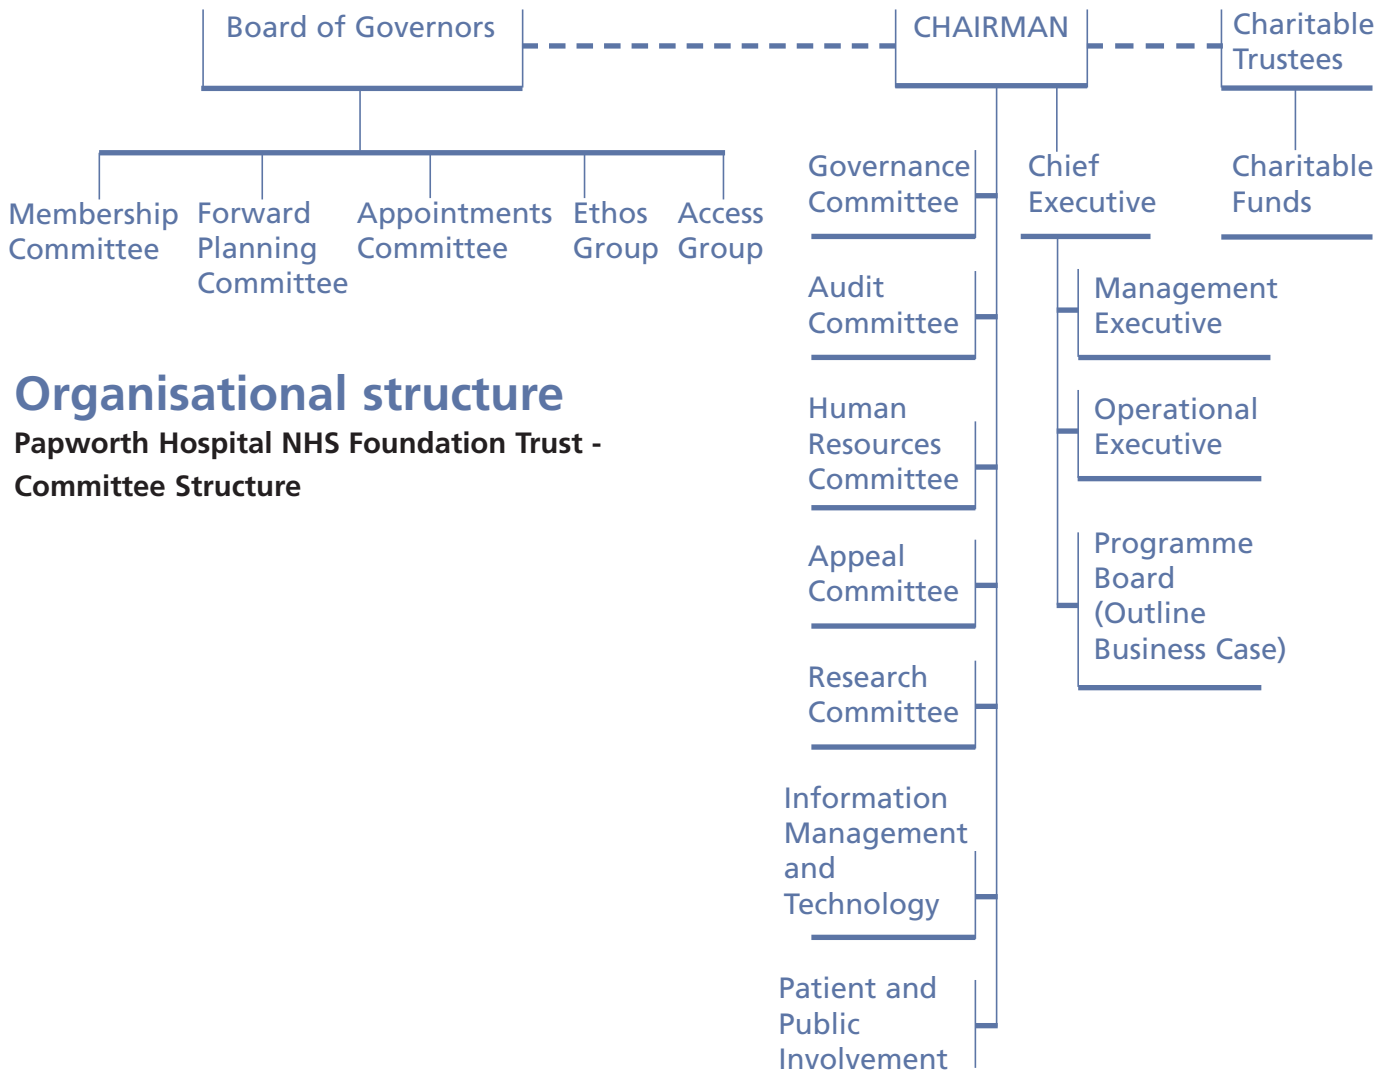 Board of Governors
CHAIRMAN
Charitable
Trustees
Governance
Committee
Chief
Executive
Charitable
Funds
Membership
Committee
Forward
Planning
Committee
Appointments
Committee
Ethos
Group
Access
Group
Audit
Committee
Management
Executive
Organisational structure
Papworth Hospital NHS Foundation Trust -
Committee Structure
Human
Resources
Committee
Operational
Executive
Appeal
Committee
Programme
Board
(Outline
Business Case)
Research
Committee
Information
Management
and
Technology
Patient and
Public
Involvement